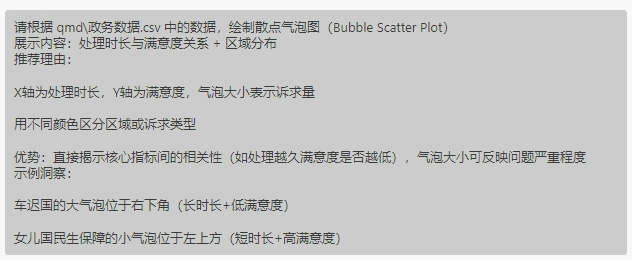 请根据 qmd\政务数据.csv 中的数据，绘制散点气泡图（Bubble Scatter Plot）
展示内容：处理时长与满意度关系 + 区域分布
推荐理由：
X轴为处理时长，Y轴为满意度，气泡大小表示诉求量
用不同颜色区分区域或诉求类型
优势：直接揭示核心指标间的相关性（如处理越久满意度是否越低），气泡大小可反映问题严重程度
示例洞察：
车迟国的大气泡位于右下角（长时长+低满意度）
女儿国民生保障的小气泡位于左上方（短时长+高满意度）